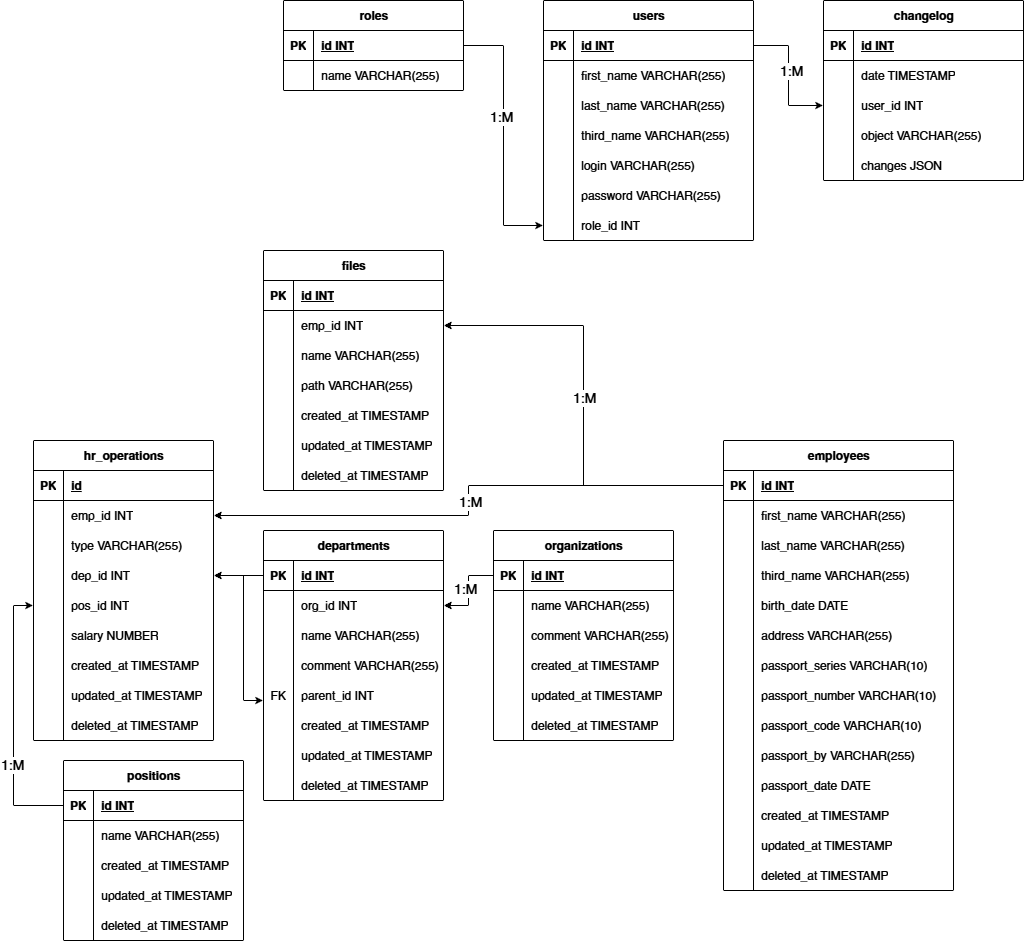 roles
PK id INT
name VARCHAR(255)
users
PK id INT
first_name VARCHAR(255)
last_name VARCHAR(255)
third_name VARCHAR(255)
login VARCHAR(255)
password VARCHAR(255)
role_id INT
changelog
PK id INT
date TIMESTAMP
user_id INT
object VARCHAR(255)
changes JSON
1:M
1:M
files
PK id INT
emp_id INT
name VARCHAR(255)
path VARCHAR(255)
created_at TIMESTAMP
updated_at TIMESTAMP
deleted_at TIMESTAMP
1:M
hr_operations
PK id
emp_id INT
type VARCHAR(255)
dep_id INT
pos_id INT
salary NUMBER
created_at TIMESTAMP
updated_at TIMESTAMP
deleted_at TIMESTAMP
1:M
departments
PK id INT
org_id INT
name VARCHAR(255)
comment VARCHAR(255)
FK parent_id INT
created_at TIMESTAMP
updated_at TIMESTAMP
deleted_at TIMESTAMP
1:M
organizations
PK id INT
name VARCHAR(255)
comment VARCHAR(255)
created_at TIMESTAMP
updated_at TIMESTAMP
deleted_at TIMESTAMP
employees
PK id INT
first_name VARCHAR(255)
last_name VARCHAR(255)
third_name VARCHAR(255)
birth_date DATE
address VARCHAR(255)
passport_series VARCHAR(10)
passport_number VARCHAR(10)
passport_code VARCHAR(10)
passport_by VARCHAR(255)
passport_date DATE
created_at TIMESTAMP
updated_at TIMESTAMP
deleted_at TIMESTAMP
1:M
positions
PK id INT
name VARCHAR(255)
created_at TIMESTAMP
updated_at TIMESTAMP
deleted_at TIMESTAMP